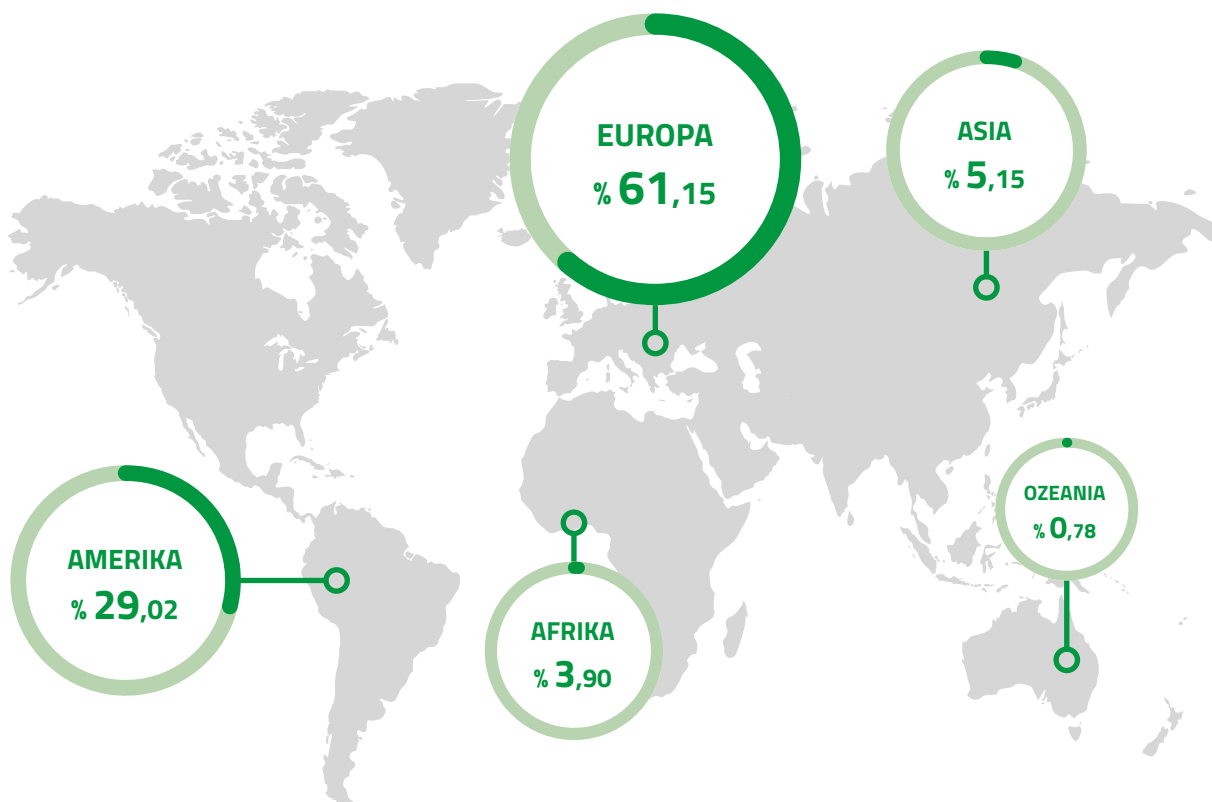 EUROPA
% 61,15
ASIA
% 5,15
OZEANIA
% 0,78
AMERIKA
% 29,02
AFRIKA
% 3,90